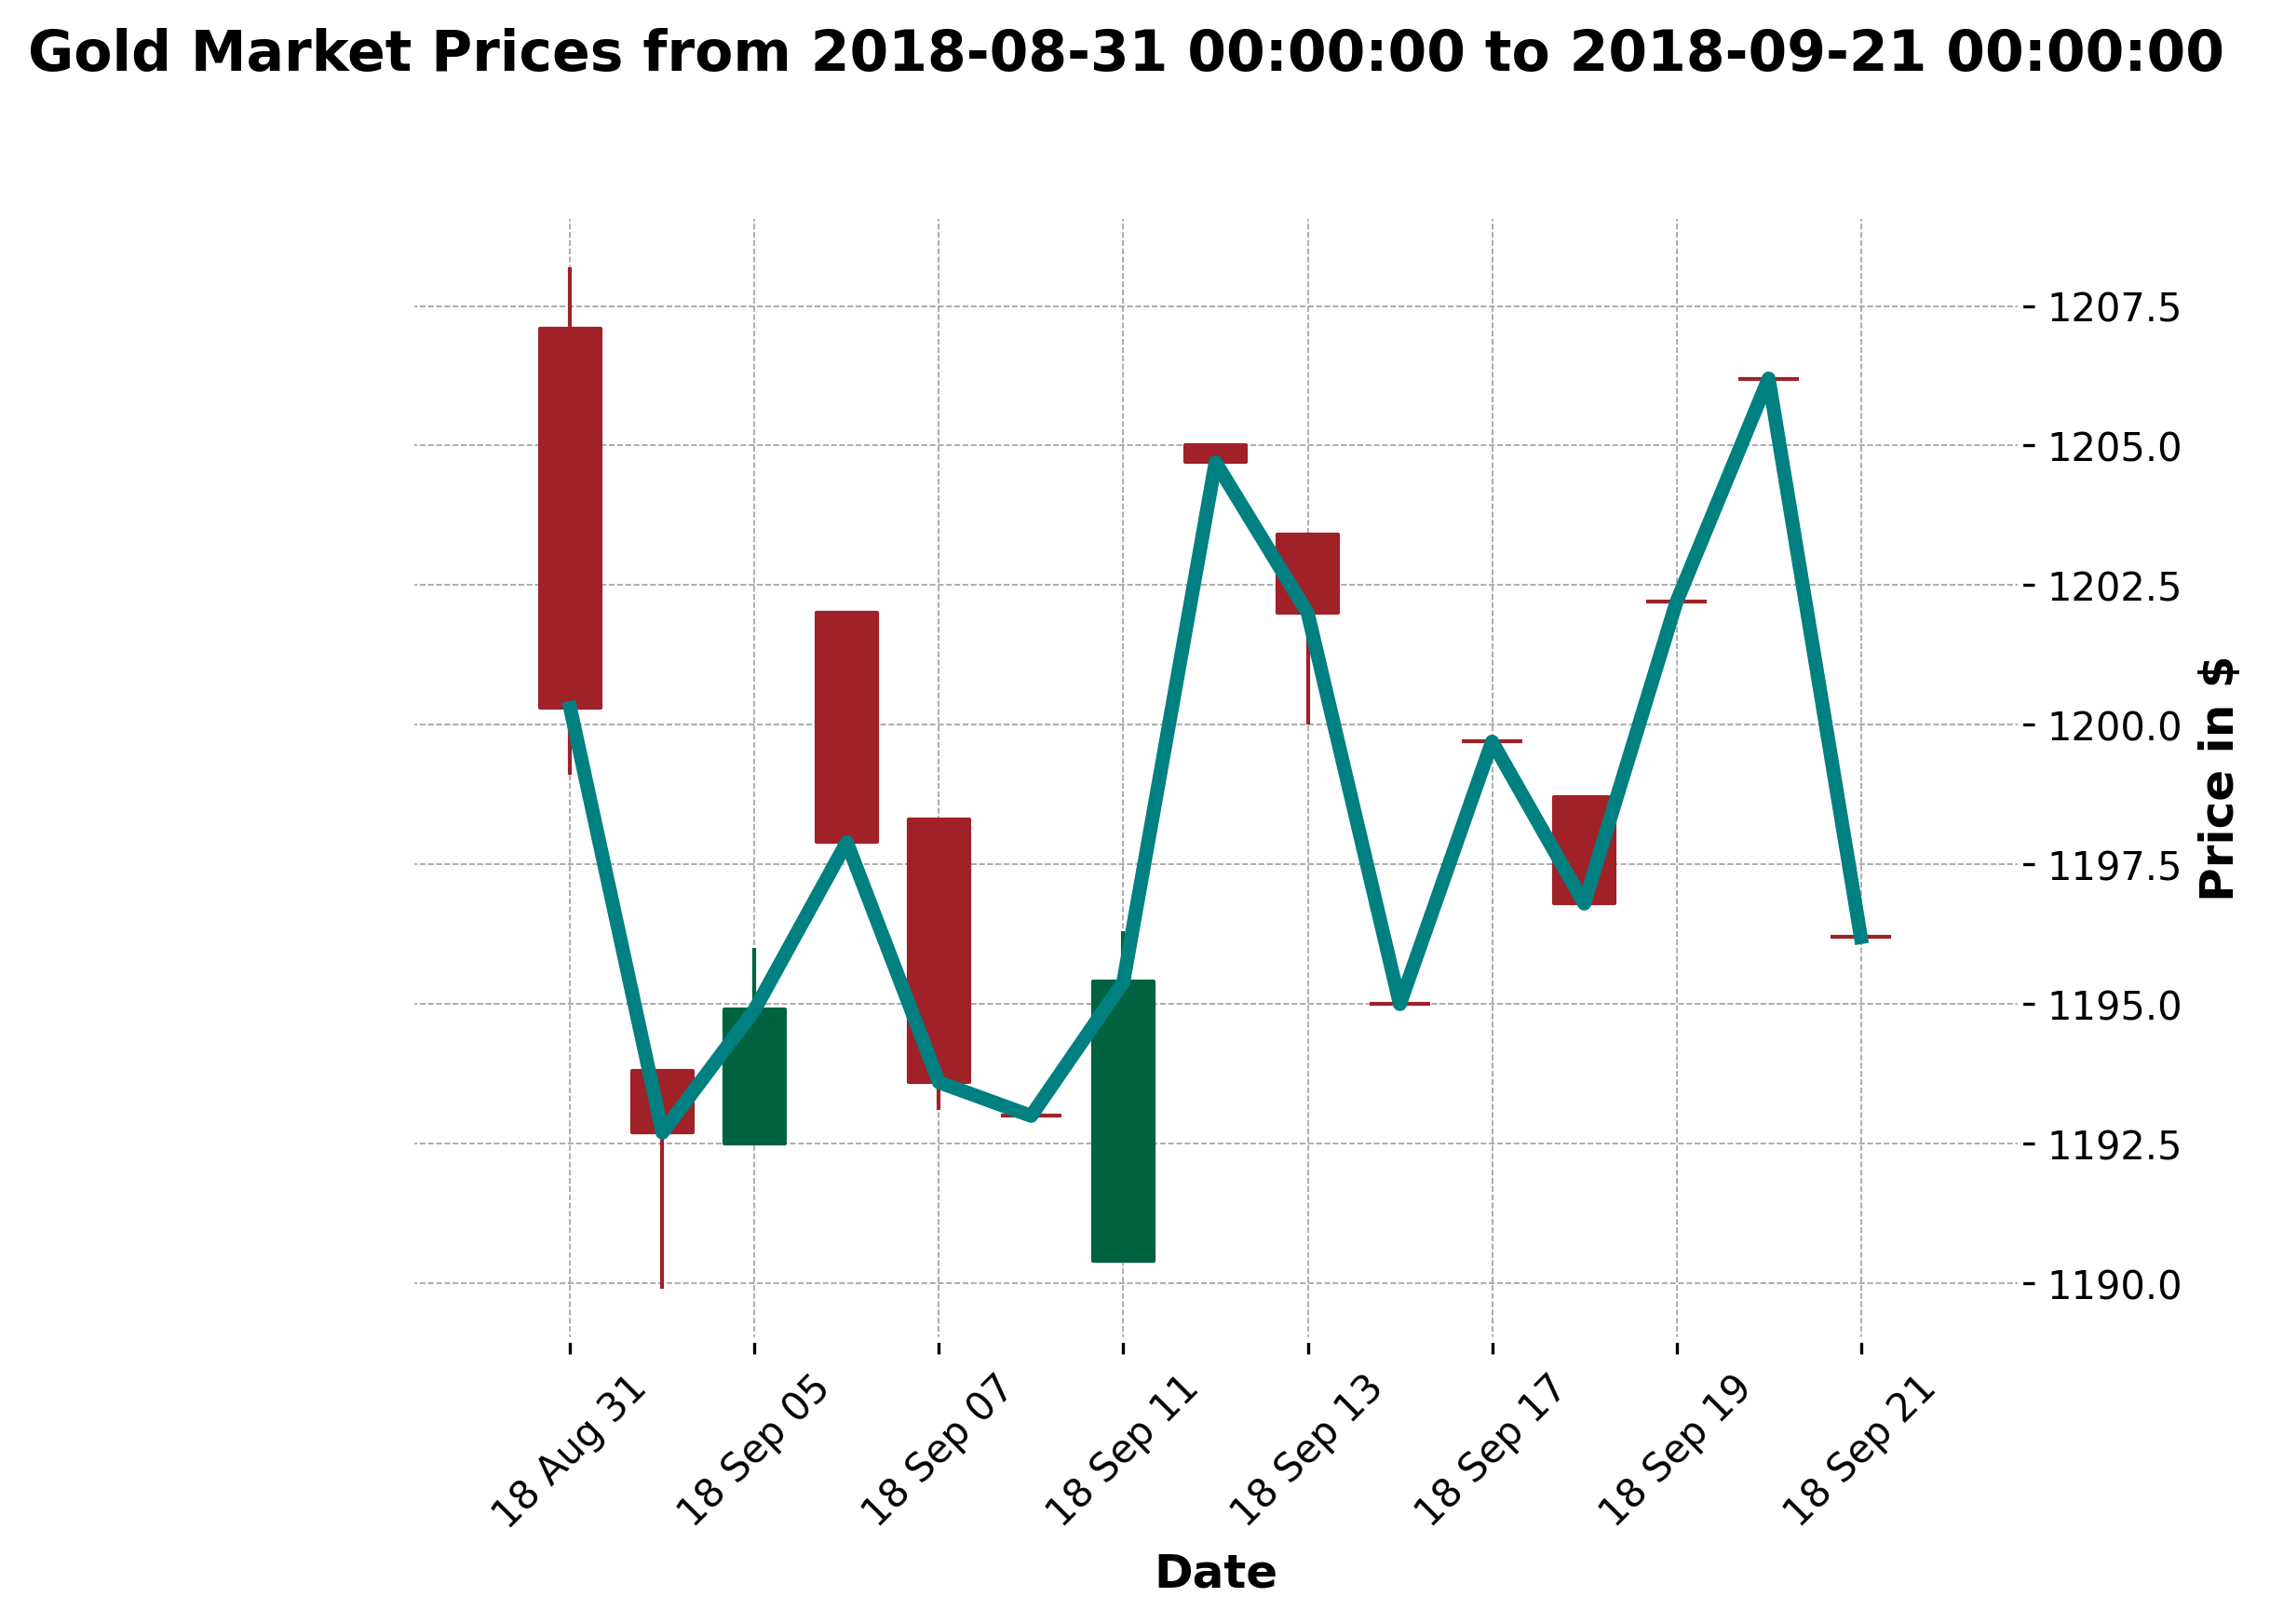 Gold Market Prices from 2018-08-31 00:00:00 to 2018-09-21 00:00:00
1207.5
1205.0
1202.5
1200.0
1197.5
1195.0
1192.5
1190.0
Price in $
18 Aug 31
18 Sep 05
18 Sep 07
18 Sep 11
18 Sep 13
18 Sep 17
18 Sep 19
18 Sep 21
Date